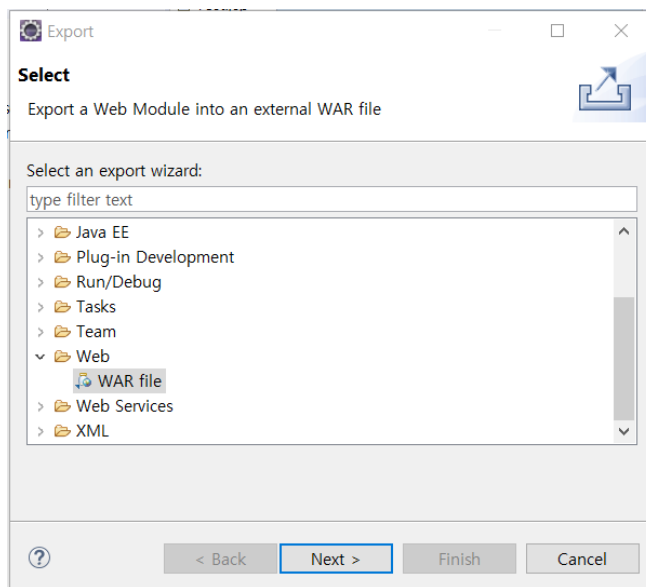 Export
Select
Export a Web Module into an external WAR file
Select an export wizard:
type filter text
Java EE
Plug-in Development
Run/Debug
Tasks
Team
Web
WAR file
Web Services
XML
?
< Back Next > Finish Cancel